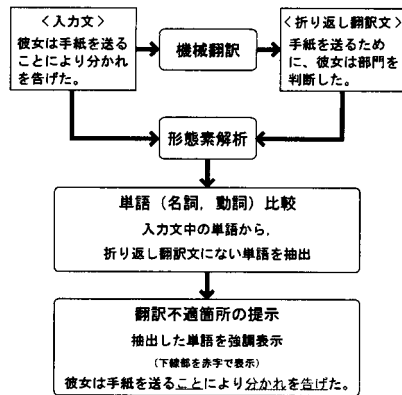 <入力文>
彼女は手紙を送る
ことにより分かれ
を告げた。
機械翻訳
<折り返し翻訳文>
手紙を送るため
に、彼女は部門を
判断した。
形態素解析
単語（名詞，動詞）比較
入力文中の単語から，
折り返し翻訳文にない単語を抽出
翻訳不適箇所の提示
抽出した単語を強調表示
（下線部を赤字で表示）
彼女は手紙を送ることにより分かれを告げた。